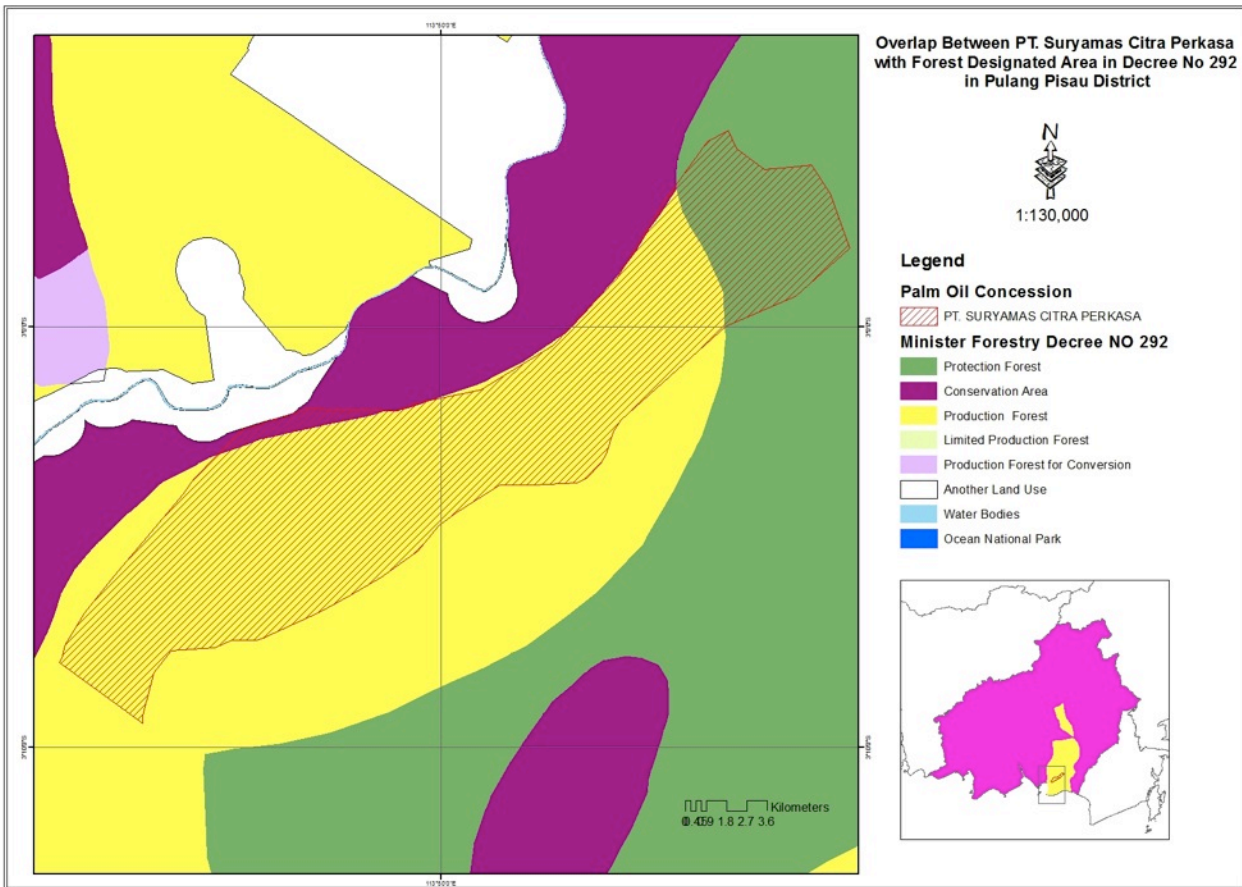 Overlap Between PT. Suryamas Citra Perkasa
with Forest Designated Area in Decree No 292
in Pulang Pisau District
N
1:130,000
Legend
Palm Oil Concession
PT. SURYAMAS CITRA PERKASA
Minister Forestry Decree NO 292
Protection Forest
Conservation Area
Production Forest
Limited Production Forest
Production Forest for Conversion
Another Land Use
Water Bodies
Ocean National Park
Kilometers
1.8 2.7 3.6